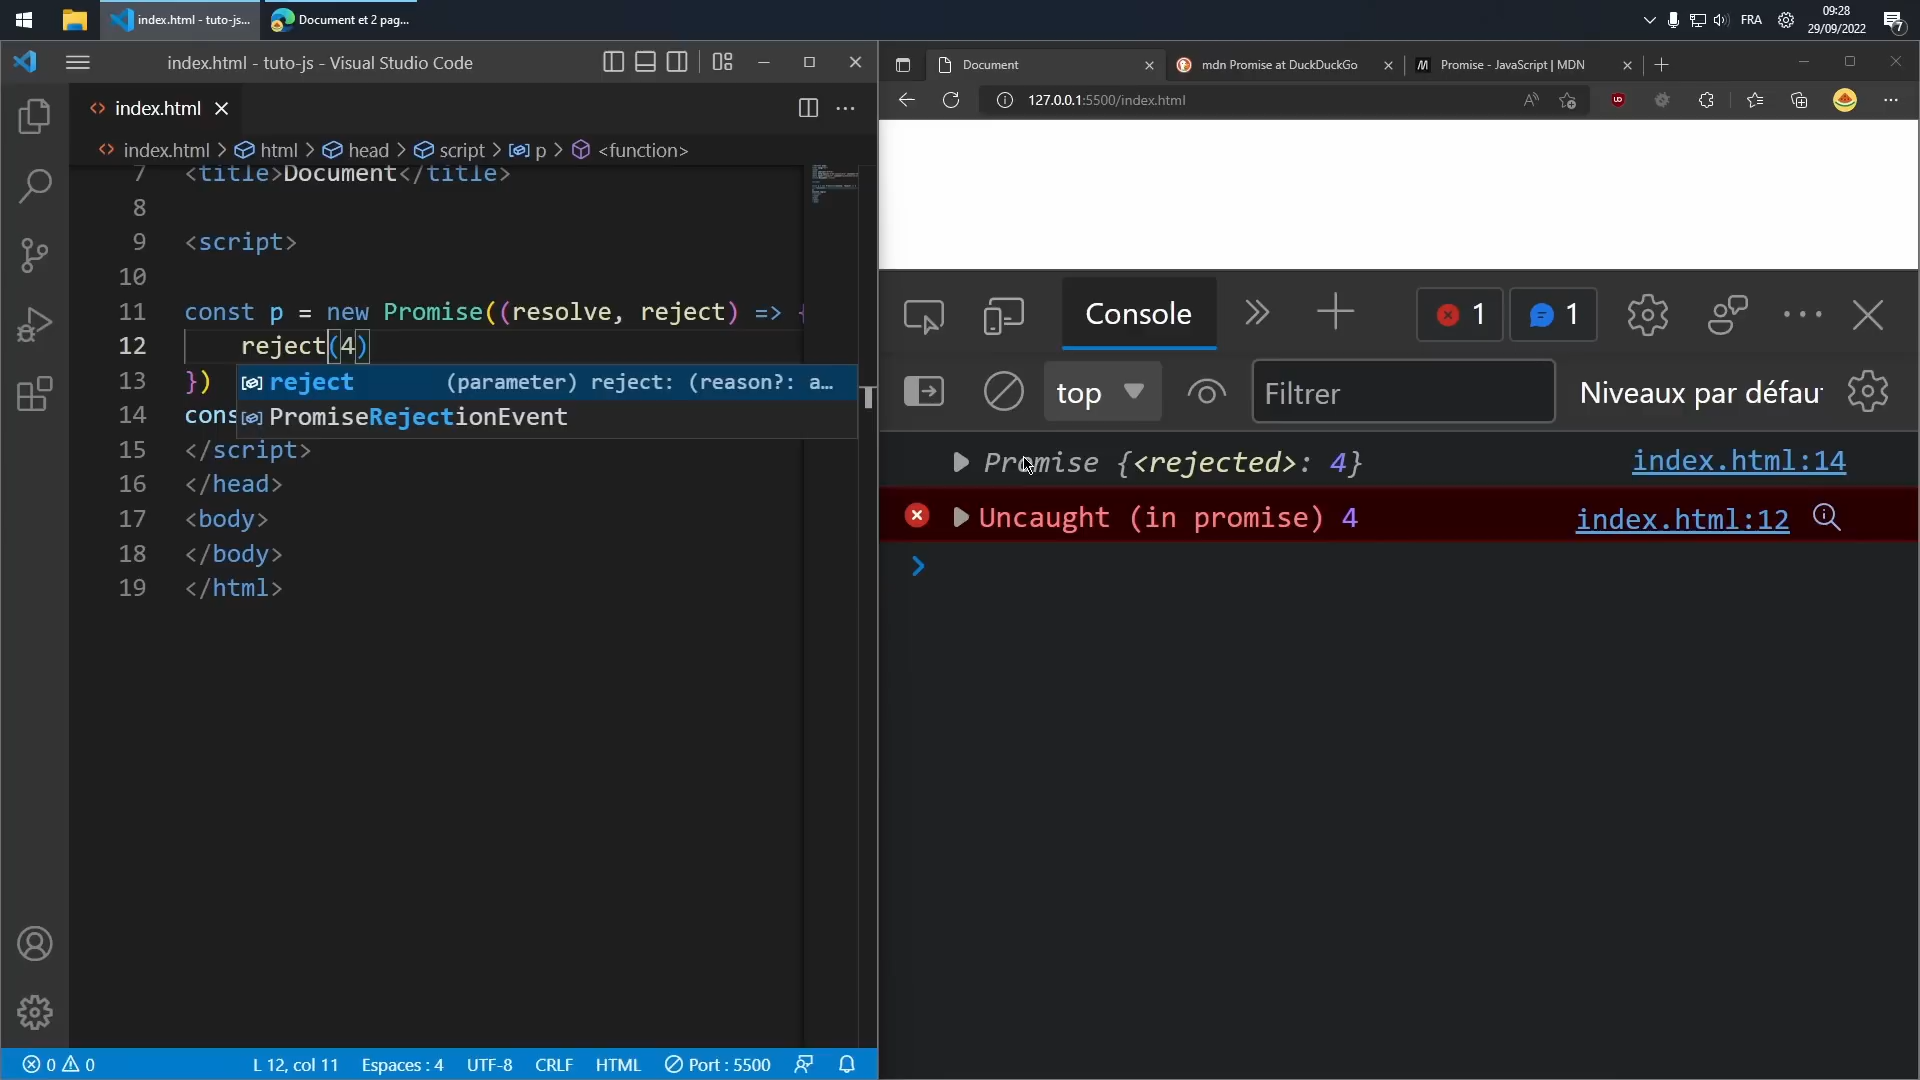 index.html - tuto-js...
Document et 2 pag...
FRA
09:28
29/09/2022
7
index.html - tuto-js - Visual Studio Code
index.html
index.html > html > head > script > p > <function>
7 <title>Document</title>
8
9 <script>
10
11 const p = new Promise((resolve, reject) => {
12 reject(4)
13 })
reject (parameter) reject: (reason?: a…
14 cons
PromiseRejectionEvent
15 </script>
16 </head>
17 <body>
18 </body>
19 </html>
0 0
L 12, col 11
Espaces : 4
UTF-8
CRLF
HTML
Port : 5500
Document
mdn Promise at DuckDuckGo
Promise - JavaScript | MDN
127.0.0.1:5500/index.html
Console
1
1
top
Filtrer
Niveaux par défau
Promise {<rejected>: 4}
index.html:14
Uncaught (in promise) 4
index.html:12